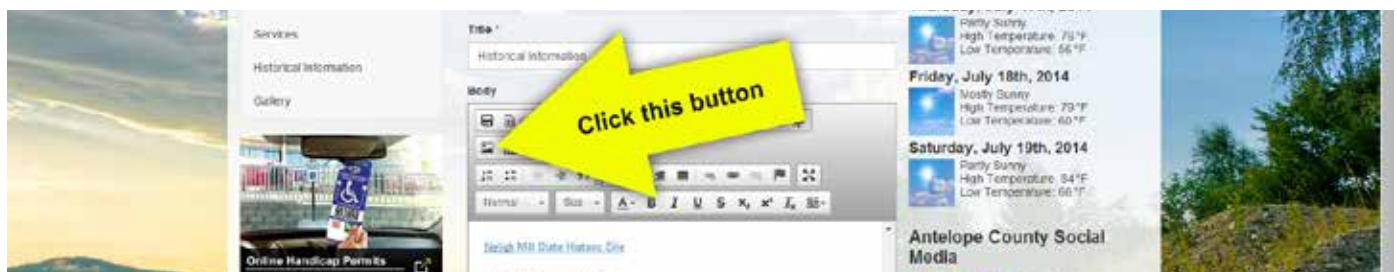 Services
Historical Information
Gallery
Online Handicap Permits
Title *
Historical Information
Body
Click this button
Normal
Size
A B I U S x₂ x² Tx
Neligh Mill State Historic Site
Partly Sunny
High Temperature: 76°F
Low Temperature: 56°F
Friday, July 18th, 2014
Mostly Sunny
High Temperature: 79°F
Low Temperature: 60°F
Saturday, July 19th, 2014
Partly Sunny
High Temperature: 84°F
Low Temperature: 66°F
Antelope County Social
Media